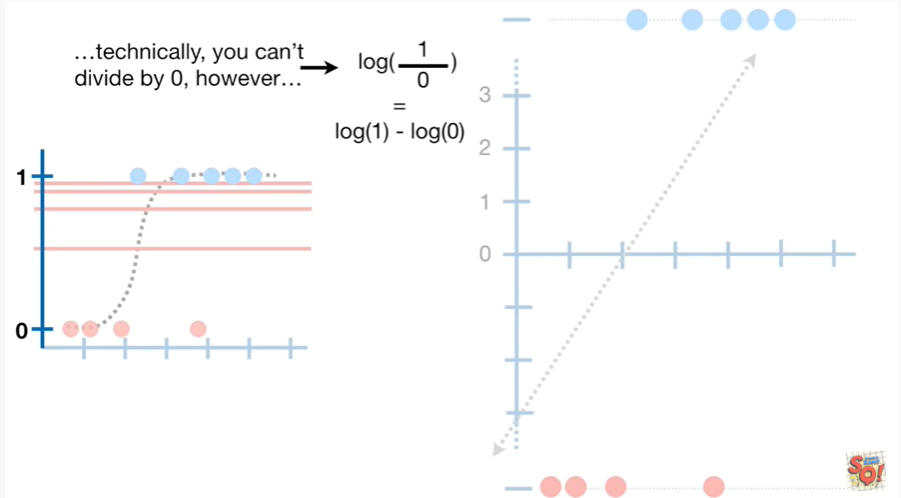 …technically, you can't
divide by 0, however…
log(1/0)
=
log(1) - log(0)
1
0
3
2
1
0
SQ!